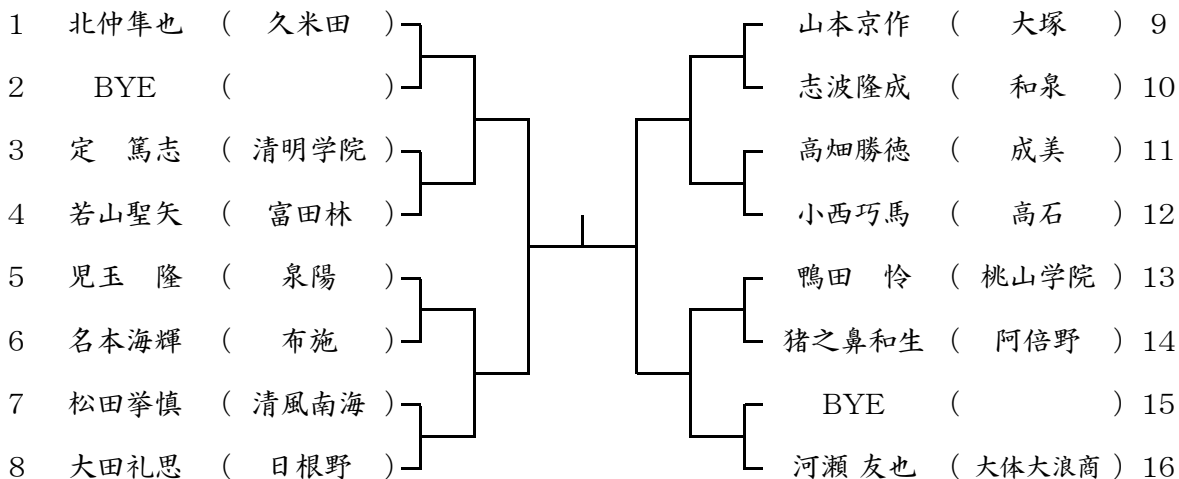 1 北仲隼也 ( 久米田 ) 山本京作 ( 大塚 ) 9
2 BYE ( ) 志波隆成 ( 和泉 ) 10
3 定 篤志 ( 清明学院 ) 高畑勝徳 ( 成美 ) 11
4 若山聖矢 ( 富田林 ) 小西巧馬 ( 高石 ) 12
5 児玉 隆 ( 泉陽 ) 鴨田 怜 ( 桃山学院 ) 13
6 名本海輝 ( 布施 ) 猪之鼻和生 ( 阿倍野 ) 14
7 松田挙慎 ( 清風南海 ) BYE ( ) 15
8 大田礼思 ( 日根野 ) 河瀬 友也 ( 大体大浪商 ) 16